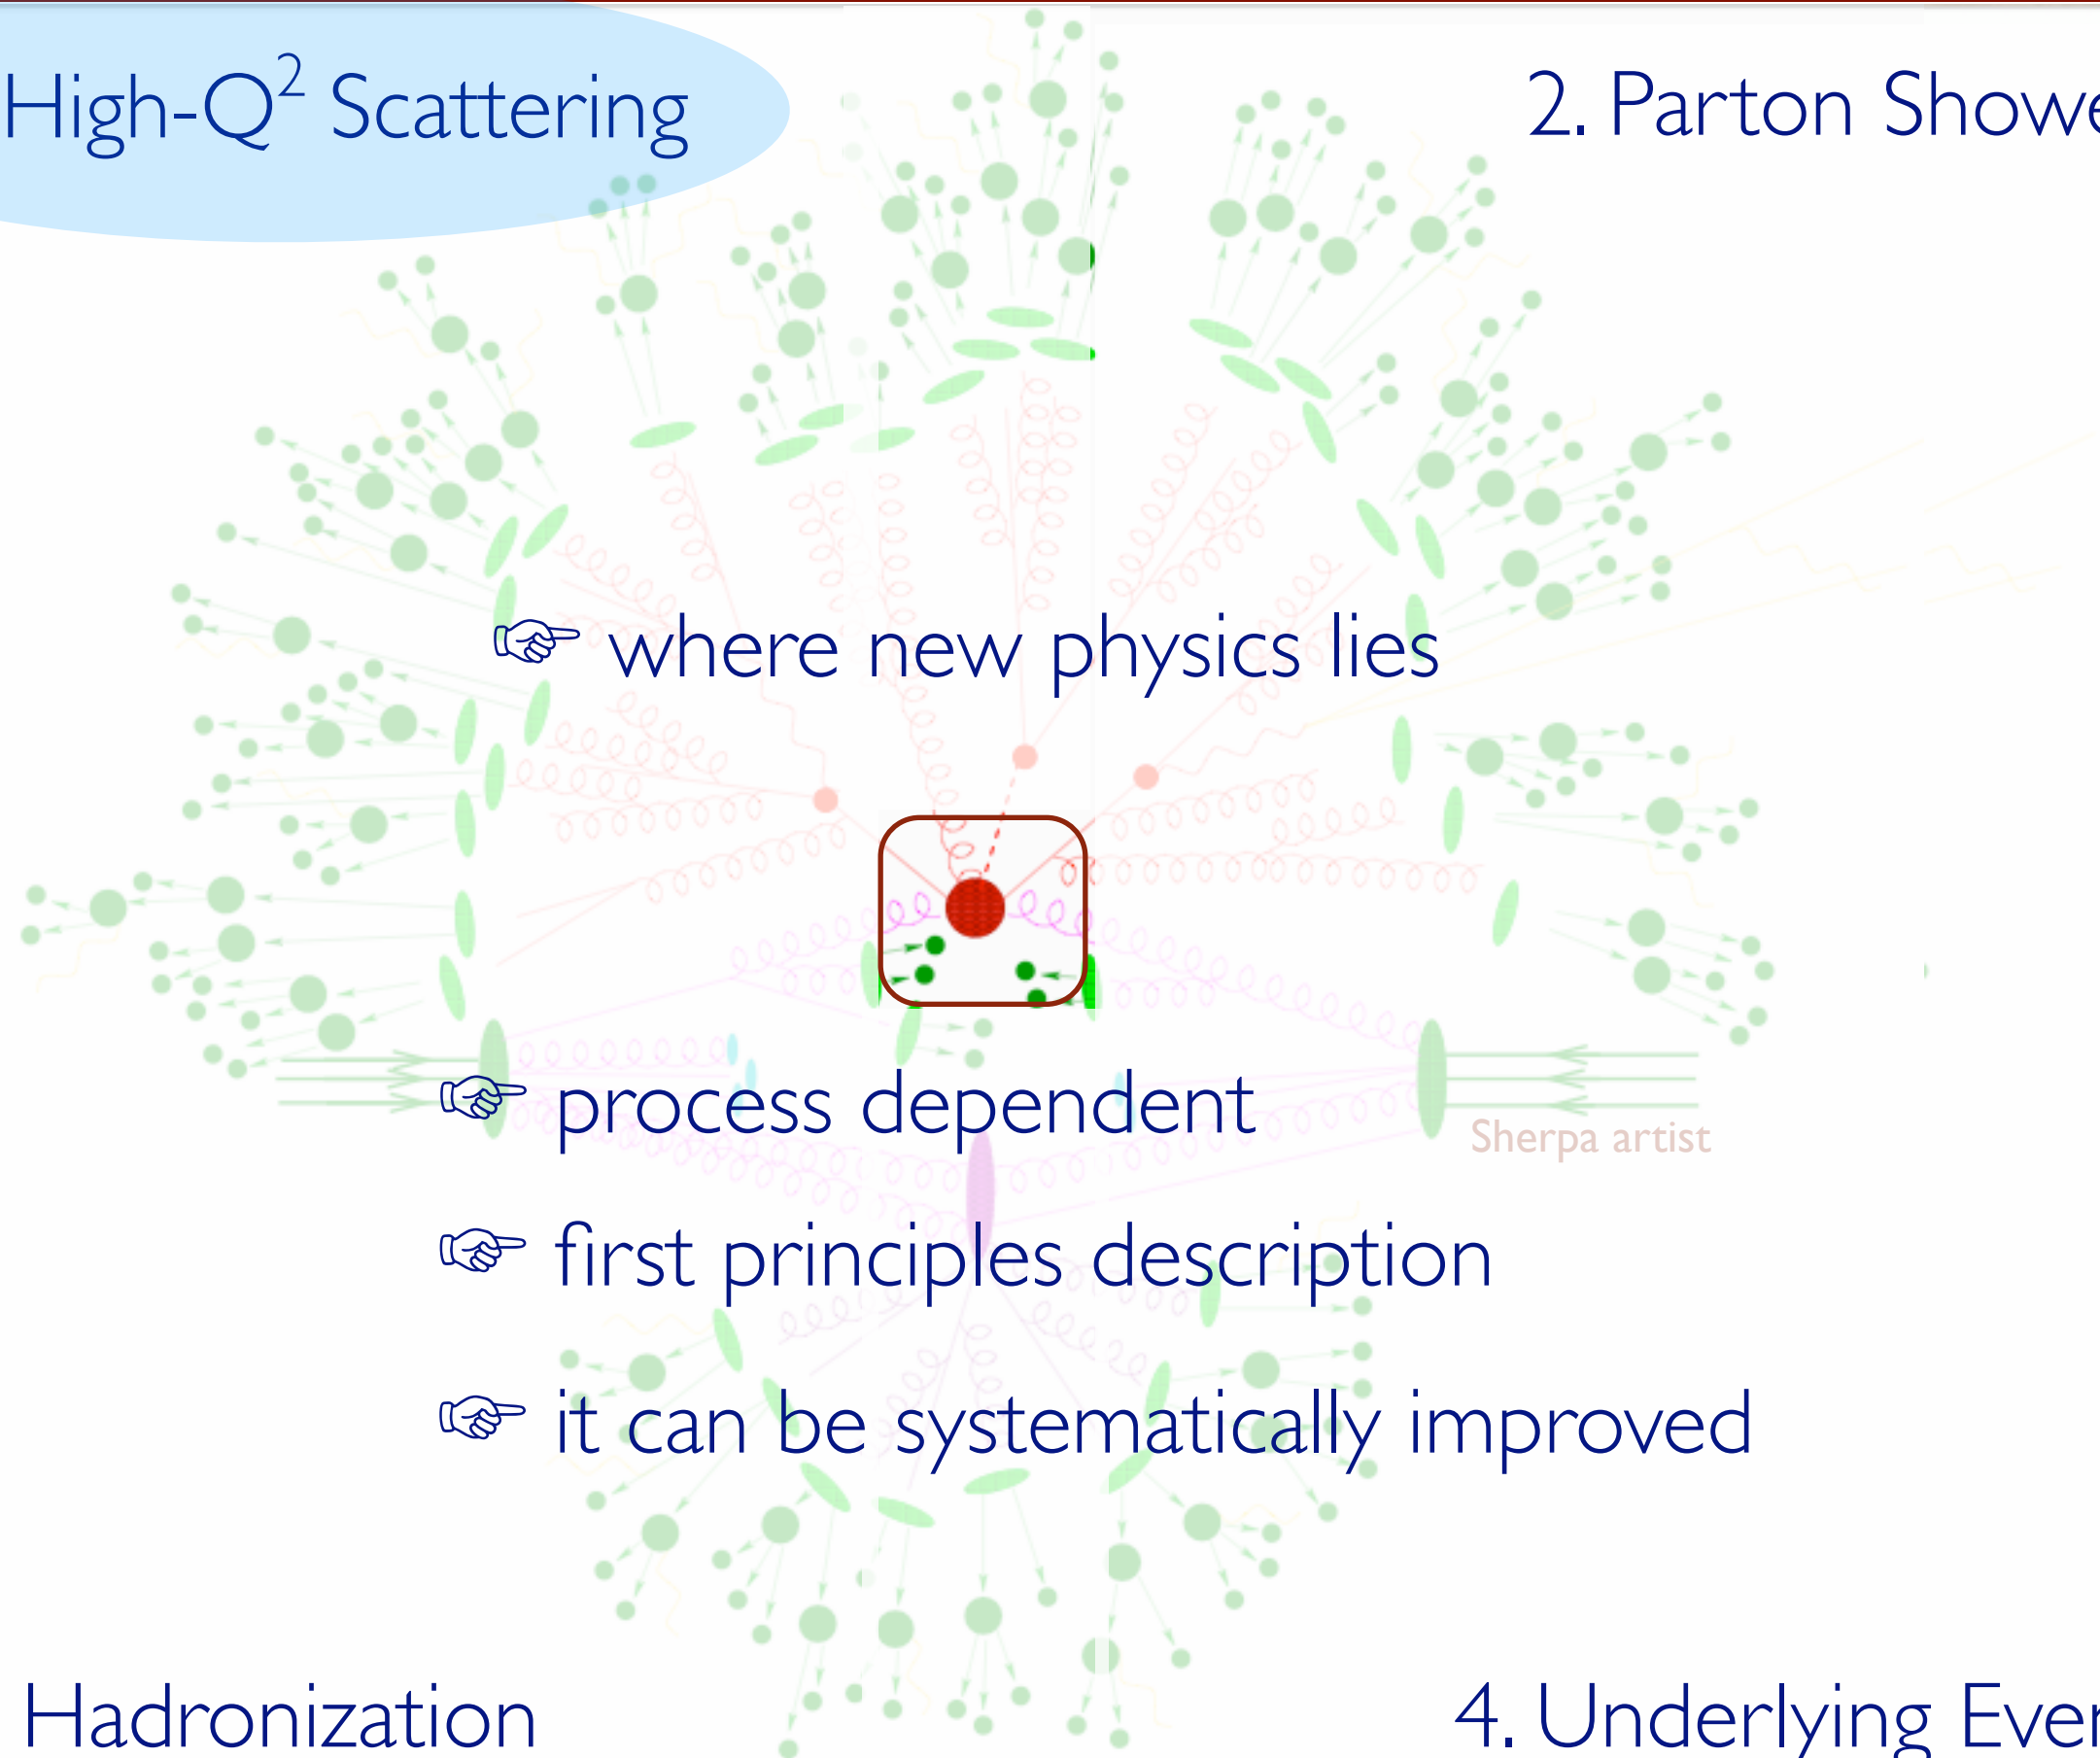 High-Q² Scattering
2. Parton Showe
☞ where new physics lies
☞ process dependent
Sherpa artist
☞ first principles description
☞ it can be systematically improved
Hadronization
4. Underlying Even